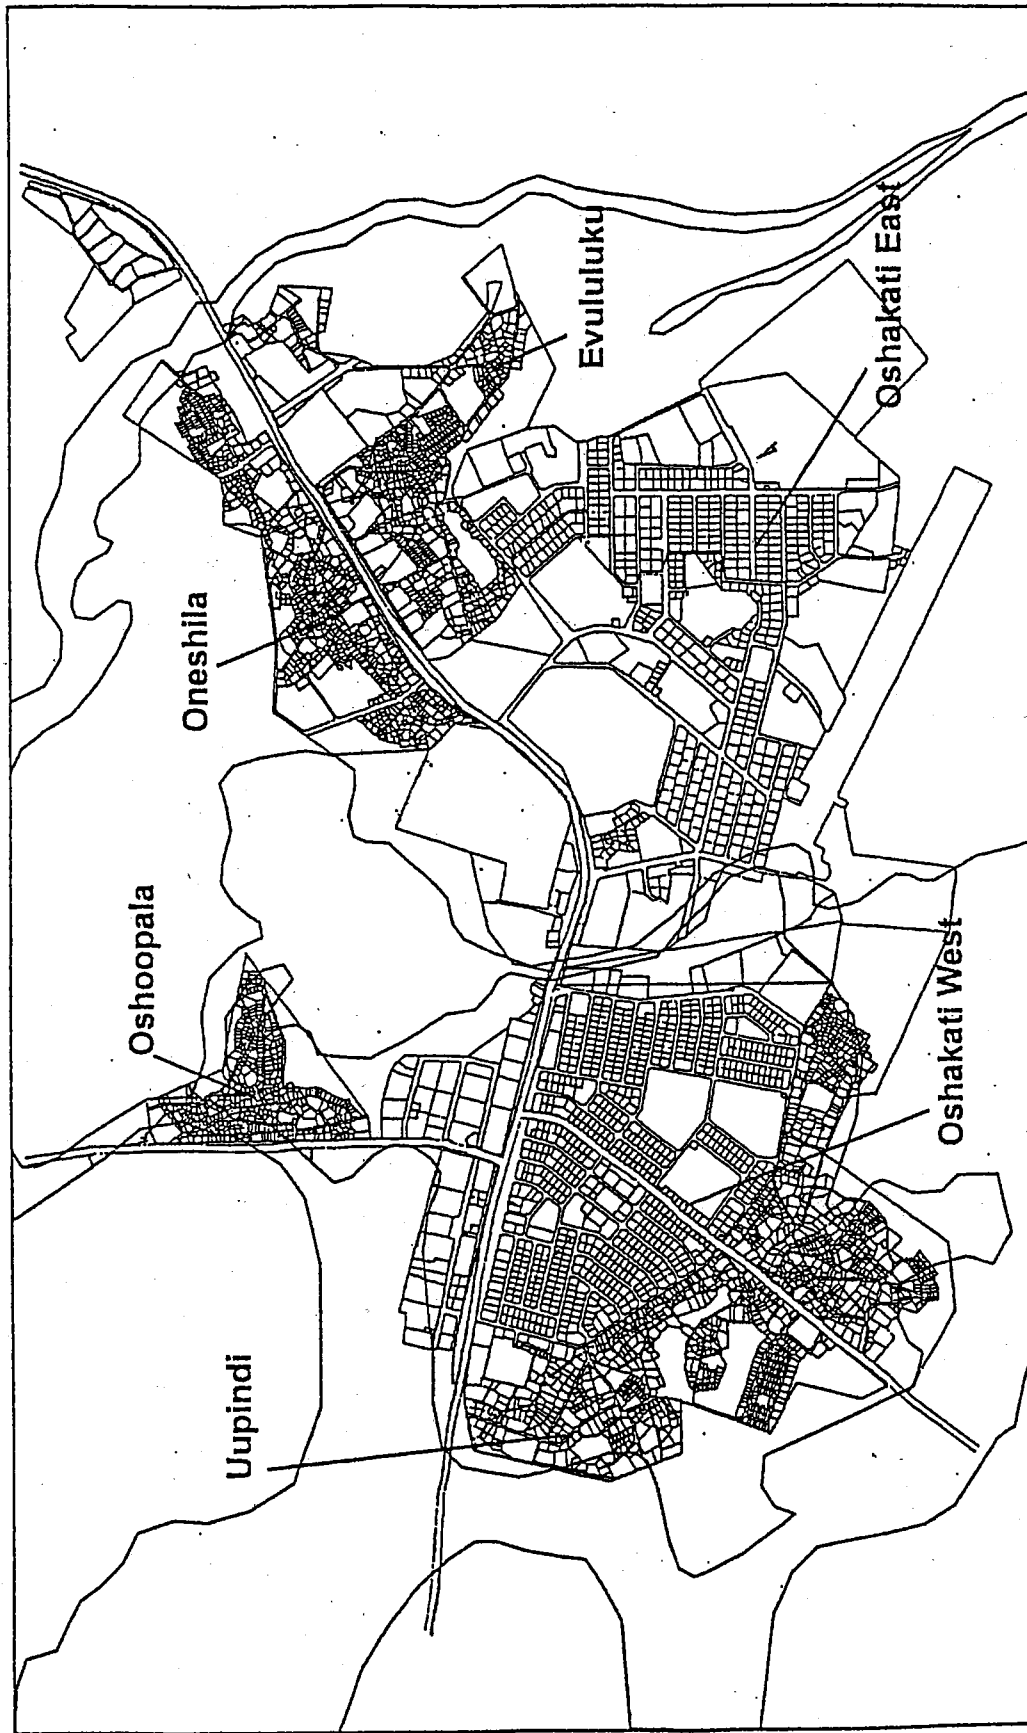 Uupindi
Oshoopala
Oneshila
Evululuku
Oshakati West
Oshakati East